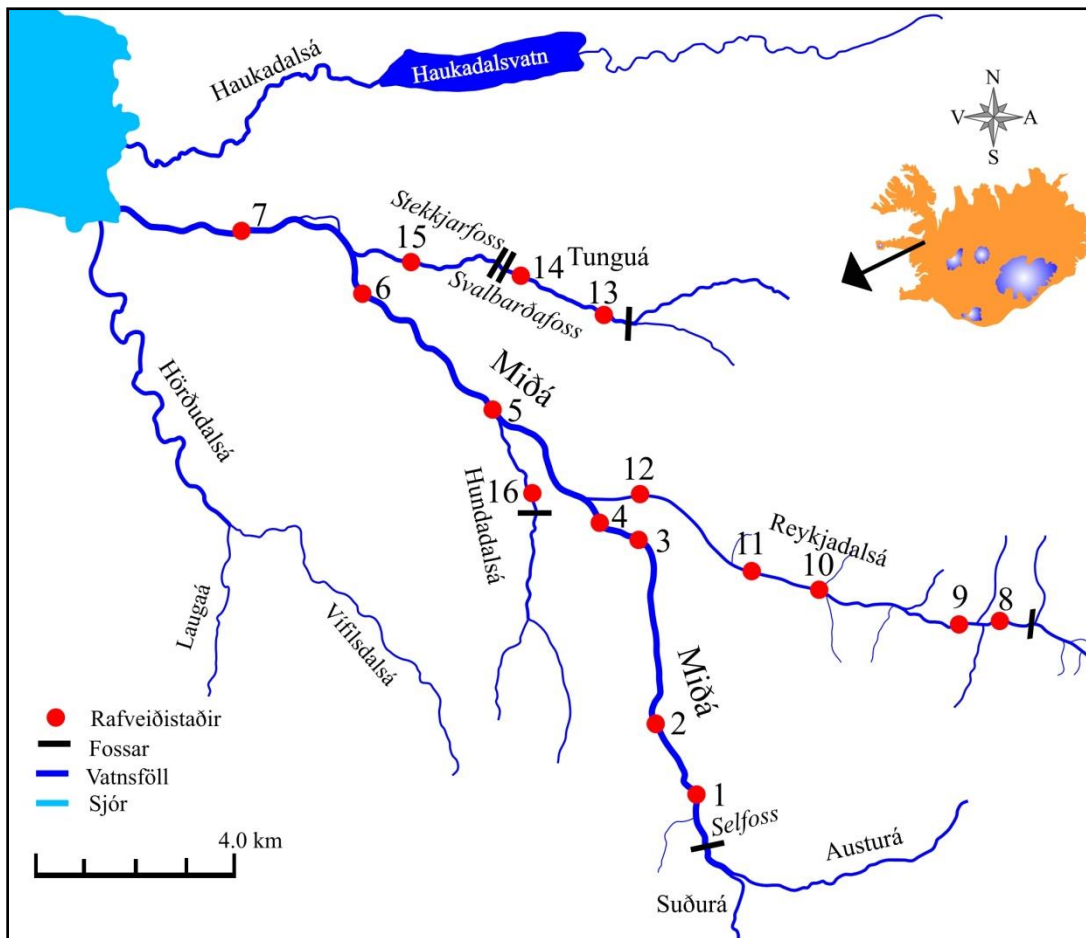 Haukadalsá
Haukadalsvatn
N
V
A
S
7
Stekkjarfoss
15
14
Tunguá
Svalbarðafoss
13
6
Hörðudalsá
Miðá
5
12
16
Hundadalsá
4
3
11
Reykjadalsá
10
9
8
Laugaá
Vífilsdalsá
Miðá
2
1
Selfoss
Austurá
Suðurá
Rafveiðistaðir
Fossar
Vatnsföll
Sjór
4.0 km